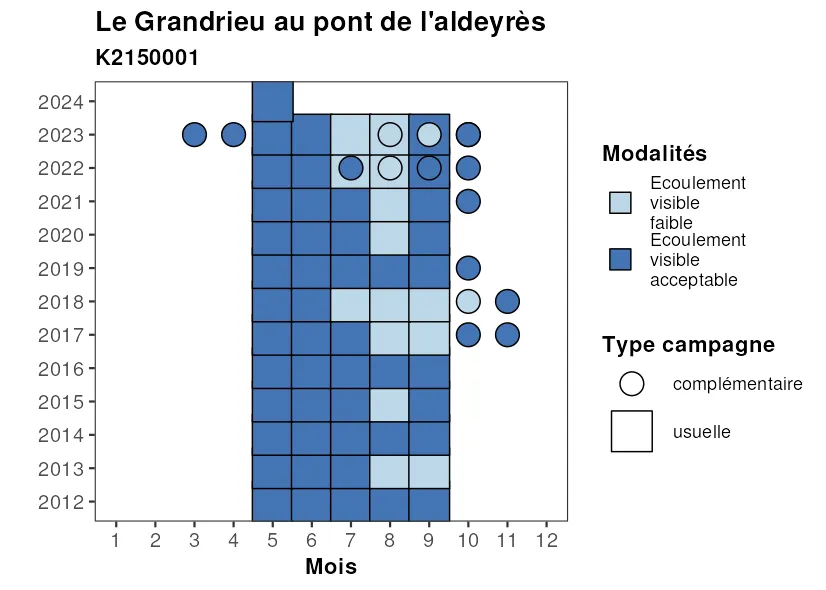 Le Grandrieu au pont de l'aldeyrès
K2150001
2024
2023
2022
2021
2020
2019
2018
2017
2016
2015
2014
2013
2012
1 2 3 4 5 6 7 8 9 10 11 12
Mois
Modalités
Ecoulement
visible
faible
Ecoulement
visible
acceptable
Type campagne
complémentaire
usuelle